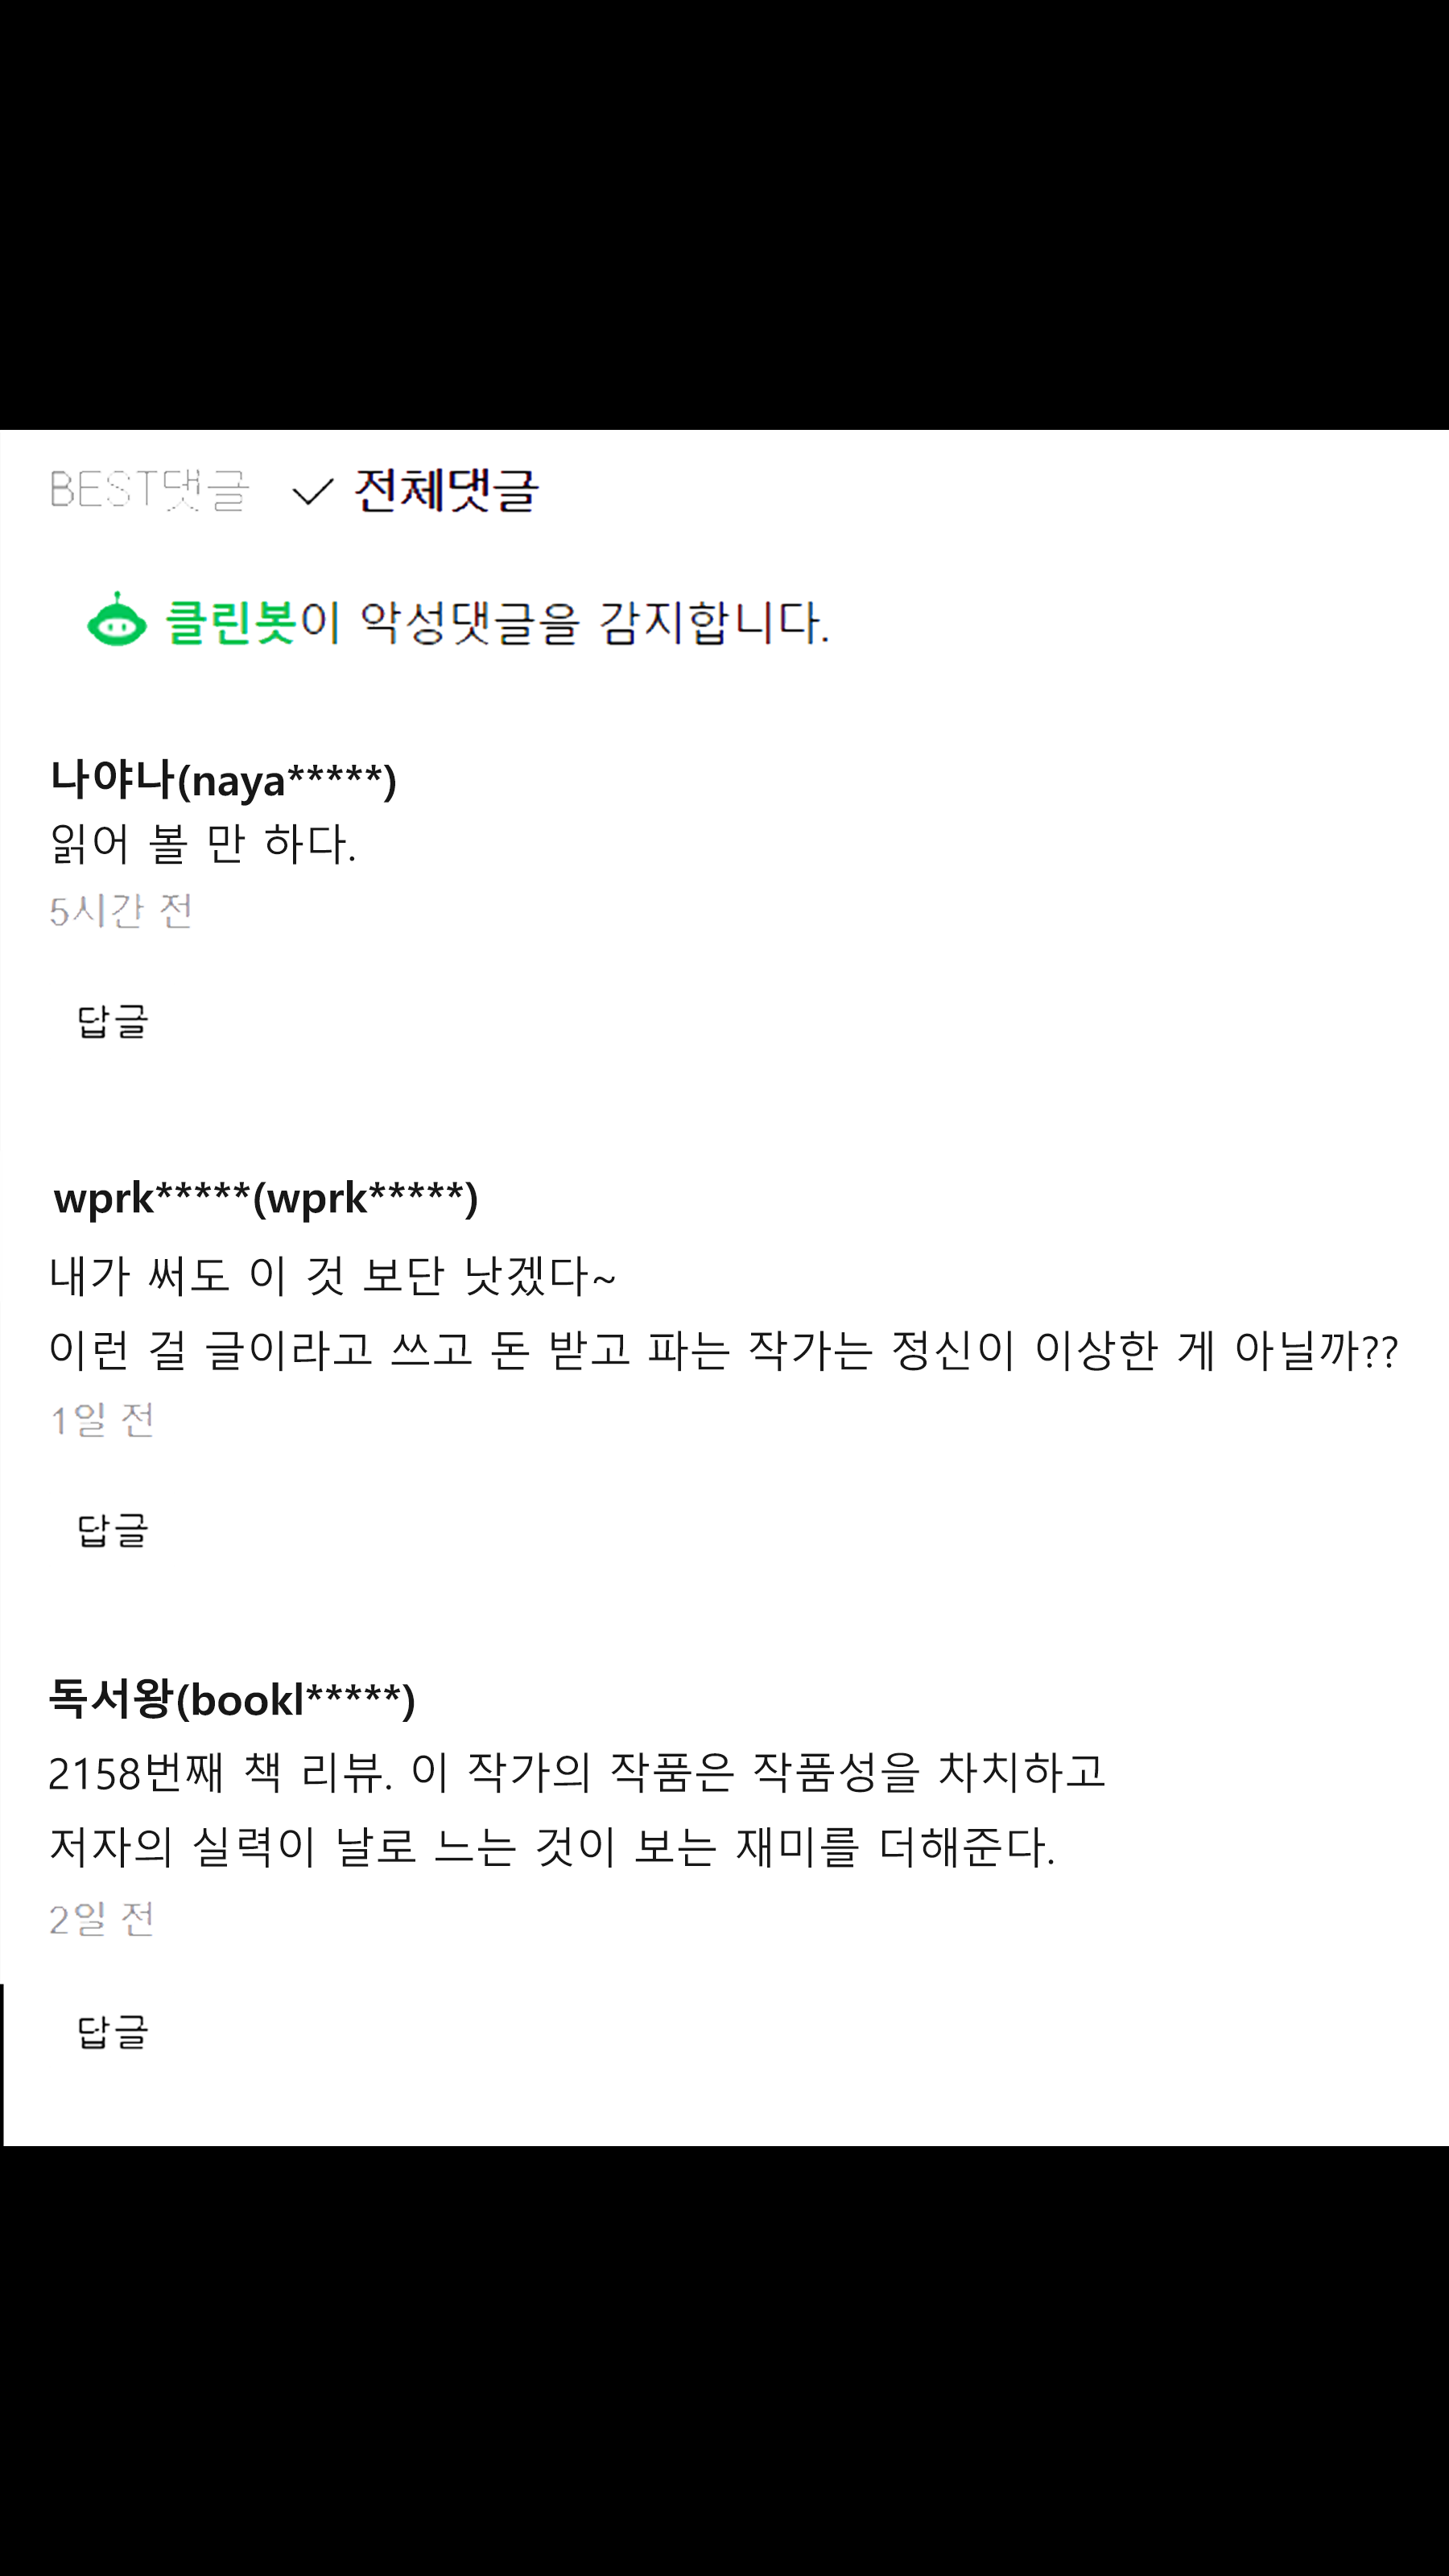 BEST댓글 ✓ 전체댓글
클린봇이 악성댓글을 감지합니다.
나야나(naya*****)
읽어 볼 만 하다.
5시간 전
답글
wprk*****(wprk*****)
내가 써도 이 것 보단 낫겠다~
이런 걸 글이라고 쓰고 돈 받고 파는 작가는 정신이 이상한 게 아닐까??
1일 전
답글
독서왕(bookl*****)
2158번째 책 리뷰. 이 작가의 작품은 작품성을 차치하고
저자의 실력이 날로 느는 것이 보는 재미를 더해준다.
2일 전
답글